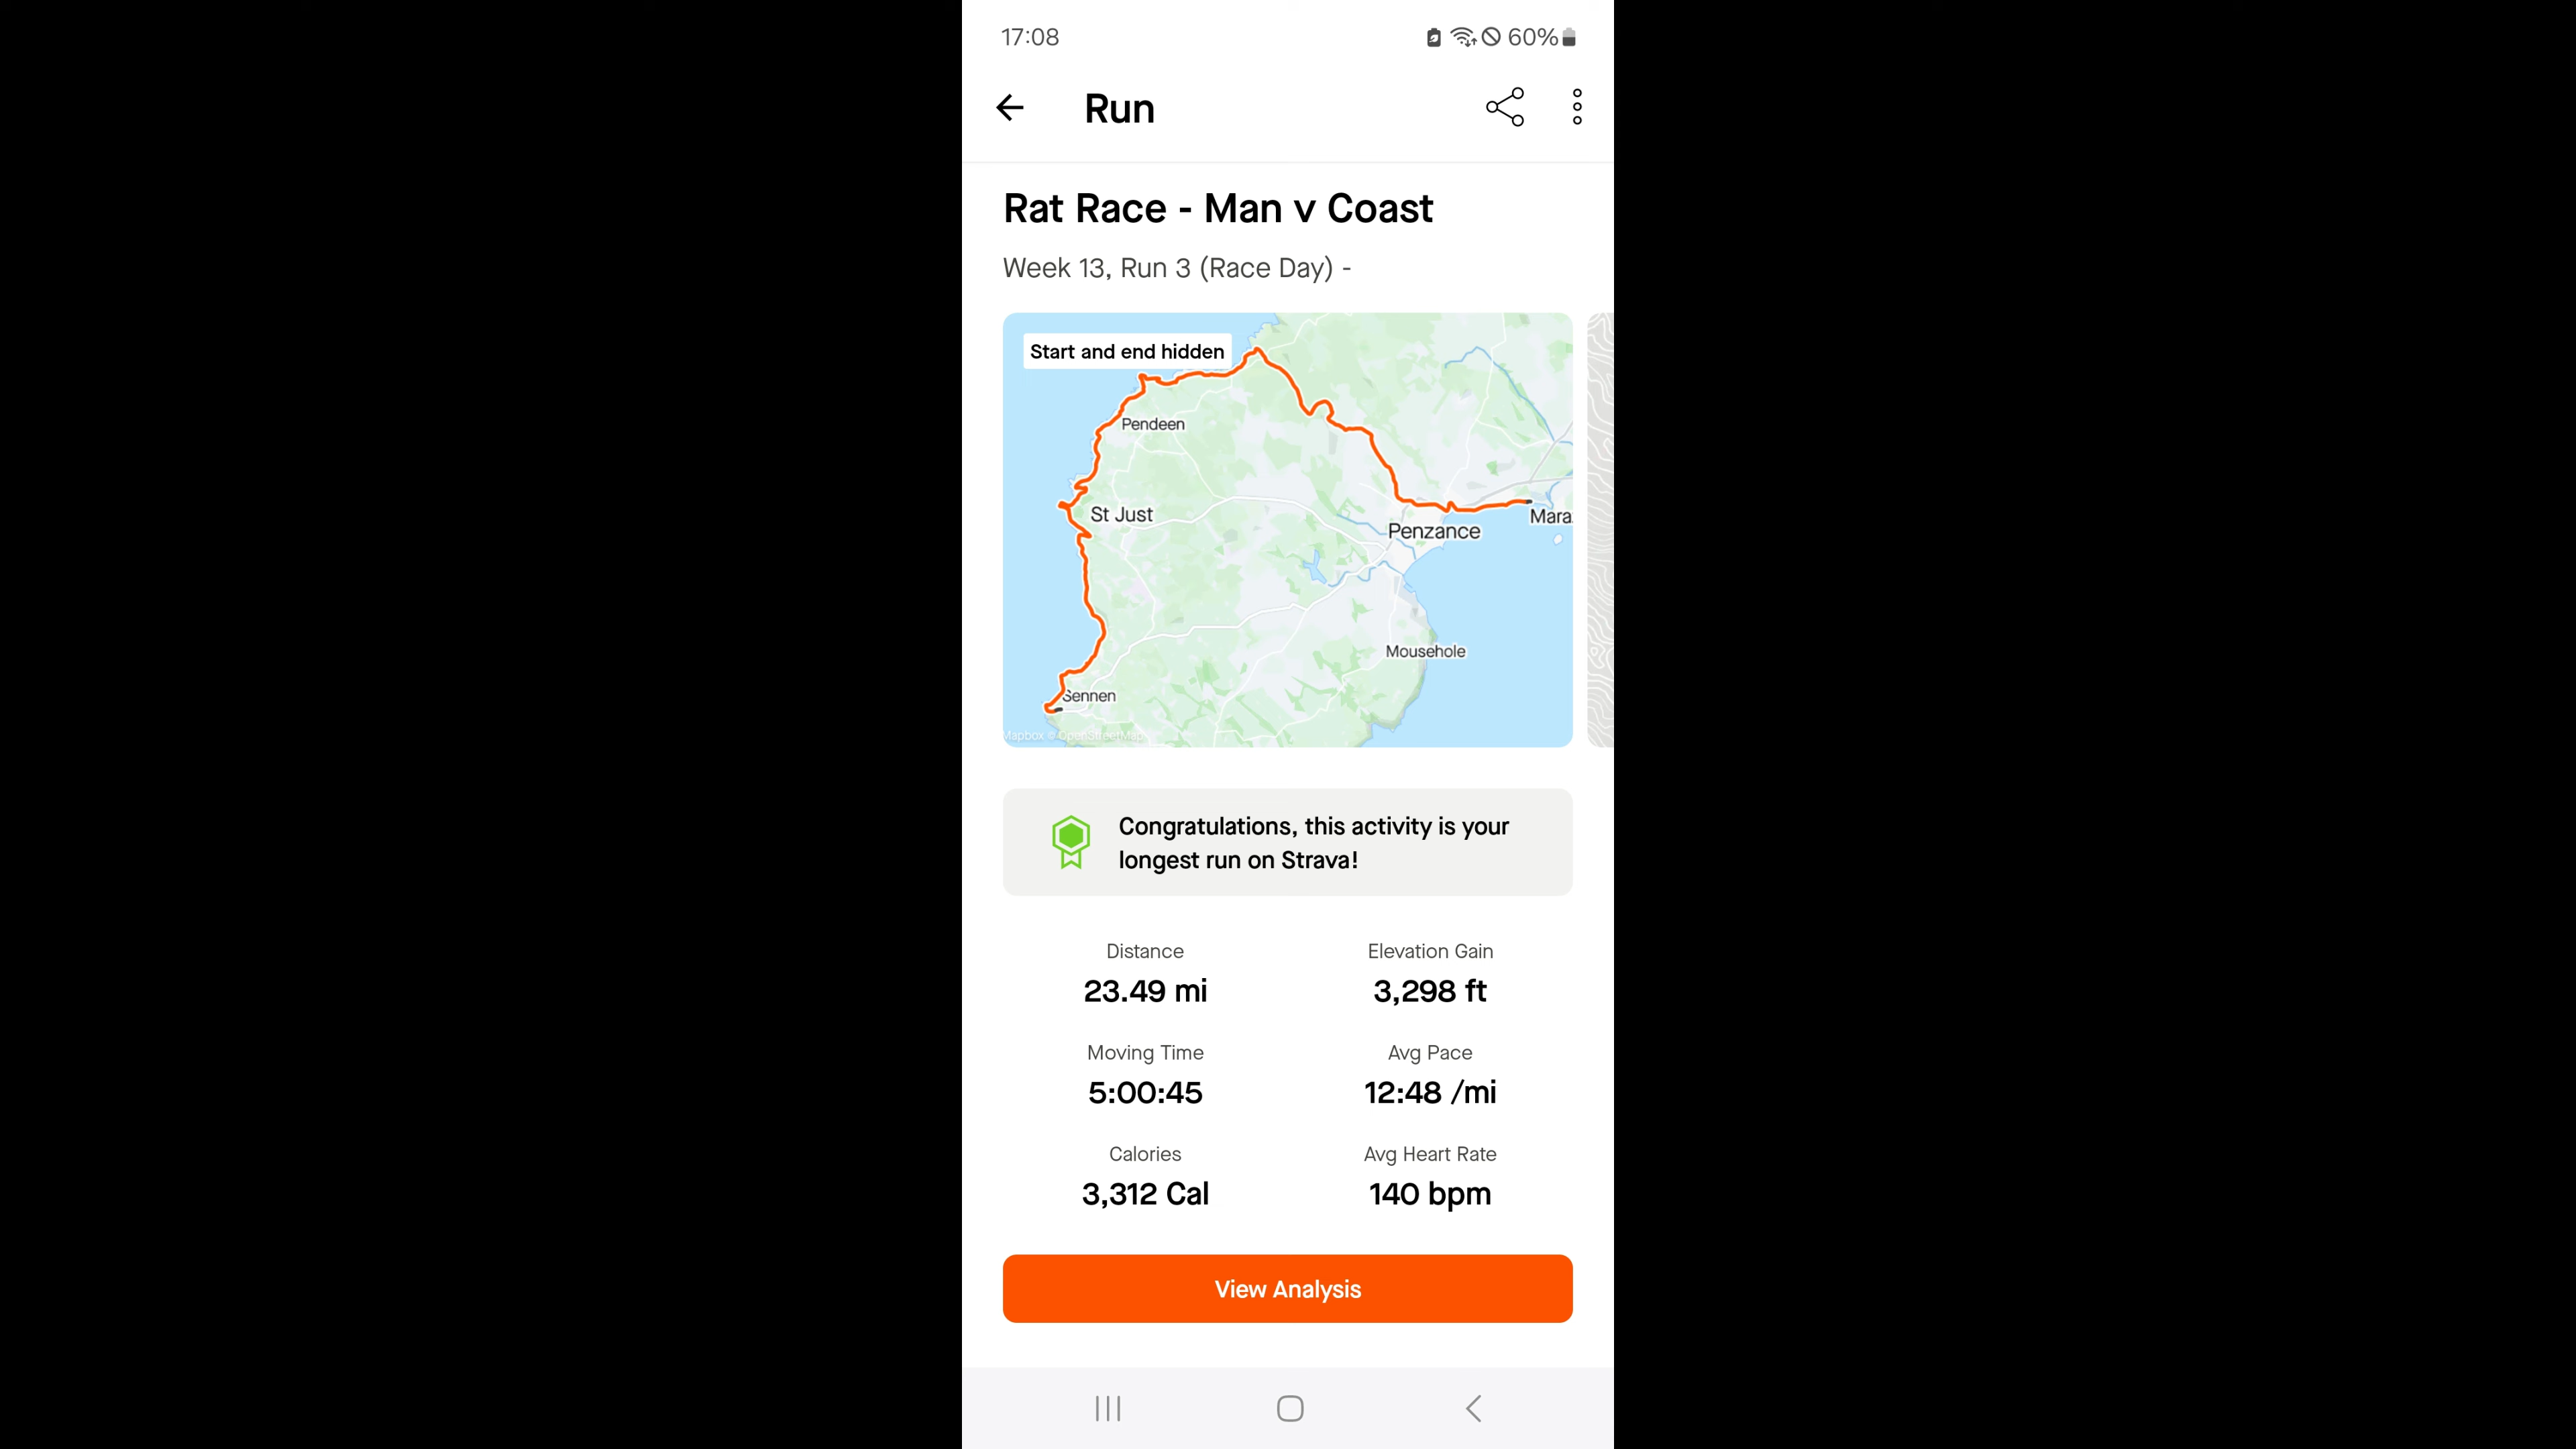 17:08
60%
Run
Rat Race - Man v Coast
Week 13, Run 3 (Race Day) -
Start and end hidden
Pendeen
St Just
Mara
Penzance
Mousehole
Sennen
Mapbox © OpenStreetMap
Congratulations, this activity is your
longest run on Strava!
Distance
Elevation Gain
23.49 mi
3,298 ft
Moving Time
Avg Pace
5:00:45
12:48 /mi
Calories
Avg Heart Rate
3,312 Cal
140 bpm
View Analysis